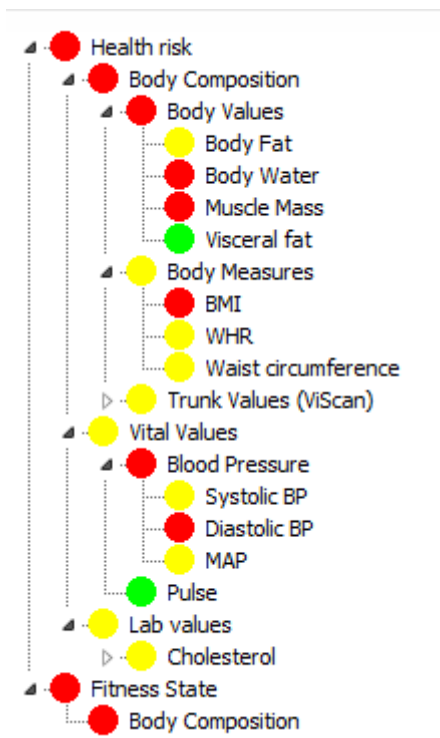 Health risk
Body Composition
Body Values
Body Fat
Body Water
Muscle Mass
Visceral fat
Body Measures
BMI
WHR
Waist circumference
Trunk Values (ViScan)
Vital Values
Blood Pressure
Systolic BP
Diastolic BP
MAP
Pulse
Lab values
Cholesterol
Fitness State
Body Composition